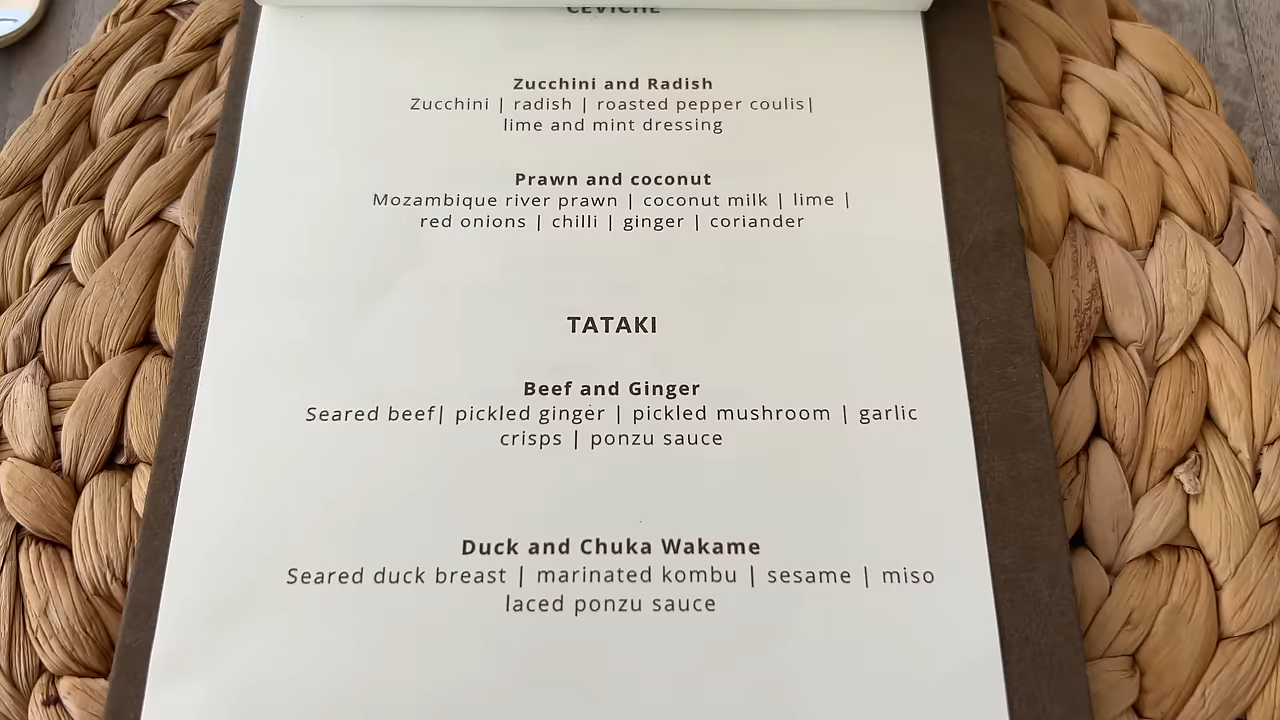 CEVICHE
Zucchini and Radish
Zucchini | radish | roasted pepper coulis|
lime and mint dressing
Prawn and coconut
Mozambique river prawn | coconut milk | lime |
red onions | chilli | ginger | coriander
TATAKI
Beef and Ginger
Seared beef| pickled ginger | pickled mushroom | garlic
crisps | ponzu sauce
Duck and Chuka Wakame
Seared duck breast | marinated kombu | sesame | miso
laced ponzu sauce